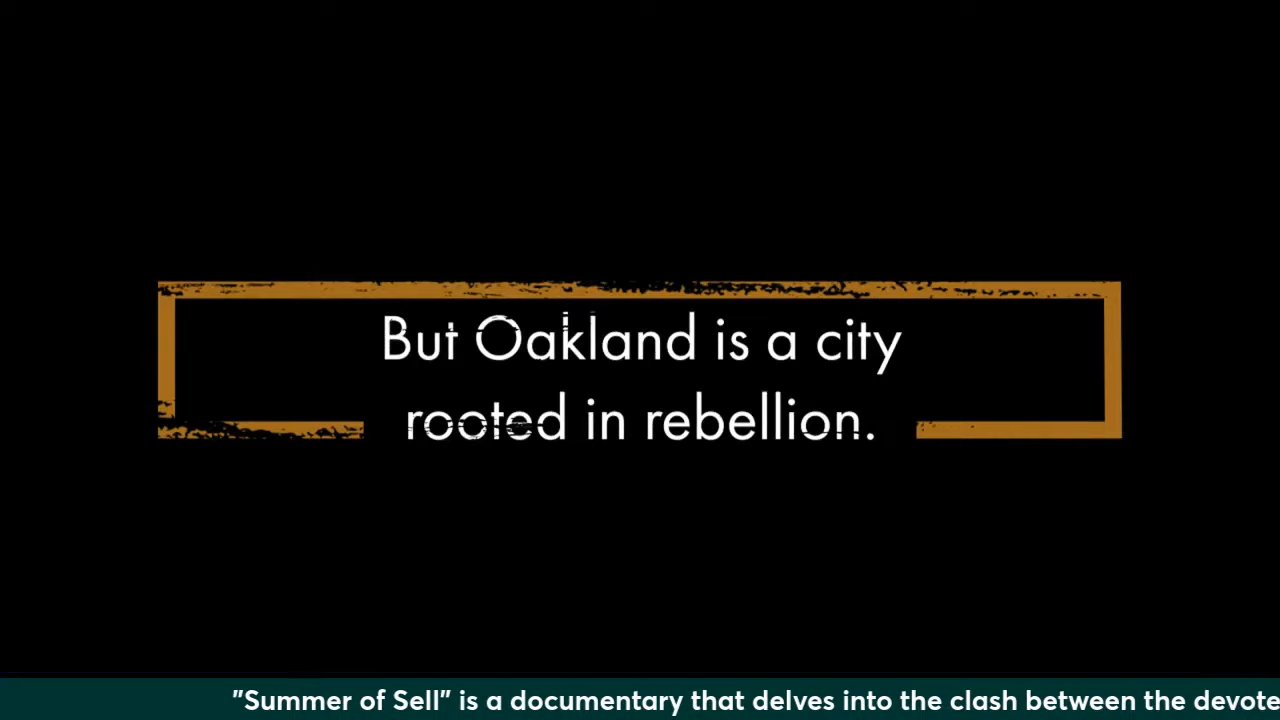 But Oakland is a city
rooted in rebellion.
"Summer of Sell" is a documentary that delves into the clash between the devote